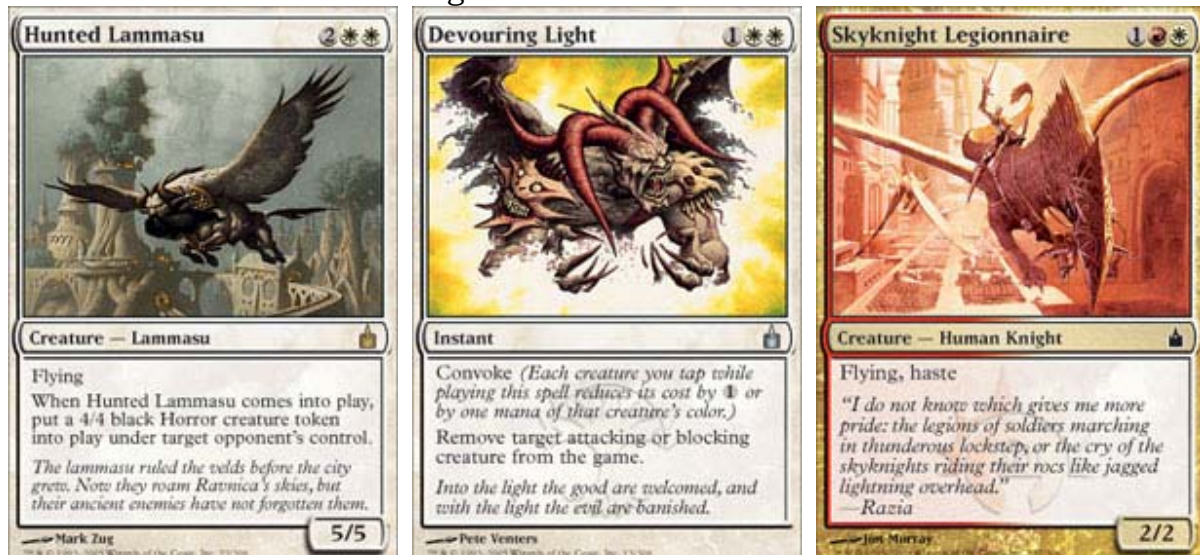 Hunted Lammasu 2
Creature — Lammasu
Flying
When Hunted Lammasu comes into play,
put a 4/4 black Horror creature token
into play under target opponent's control.
The lammasu ruled the velds before the city
grew. Now they roam Ravnica's skies, but
their ancient enemies have not forgotten them.
Mark Zug
5/5
Devouring Light 1
Instant
Convoke (Each creature you tap while
playing this spell reduces its cost by 1 or
by one mana of that creature's color.)
Remove target attacking or blocking
creature from the game.
Into the light the good are welcomed, and
with the light the evil are banished.
Pete Venters
Skyknight Legionnaire 1
Creature — Human Knight
Flying, haste
"I do not know which gives me more
pride: the legions of soldiers marching
in thunderous lockstep, or the cry of the
skyknights riding their rocs like jagged
lightning overhead."
—Razia
Jim Murray
2/2